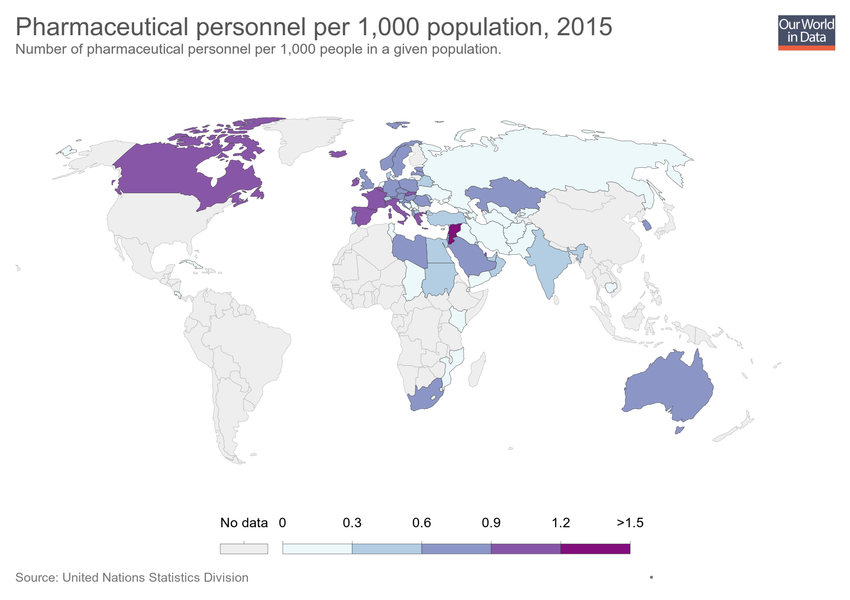 Pharmaceutical personnel per 1,000 population, 2015
Number of pharmaceutical personnel per 1,000 people in a given population.
Our World
in Data
No data 0 0.3 0.6 0.9 1.2 >1.5
Source: United Nations Statistics Division